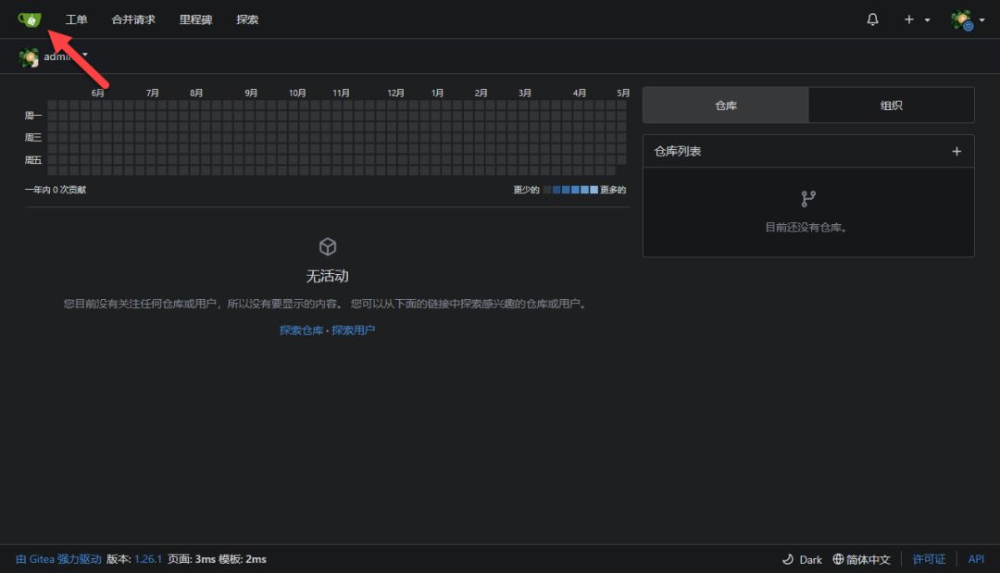 工单 合并请求 里程碑 探索
admin
6月 7月 8月 9月 10月 11月 12月 1月 2月 3月 4月 5月
周一
周三
周五
一年内 0 次贡献 更少的 更多的
无活动
您目前没有关注任何仓库或用户，所以没有要显示的内容。 您可以从下面的链接中探索感兴趣的仓库或用户。
探索仓库 · 探索用户
仓库 组织
仓库列表
目前还没有仓库。
由 Gitea 强力驱动 版本: 1.26.1 页面: 3ms 模板: 2ms Dark 简体中文 许可证 API